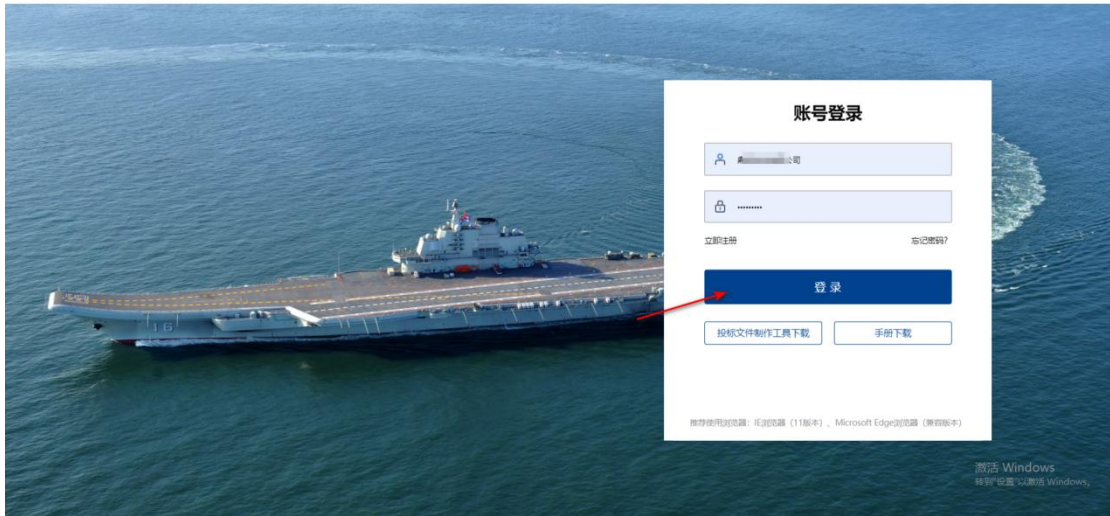 账号登录
公司
.........
立即注册 忘记密码?
登 录
投标文件制作工具下载 手册下载
推荐使用浏览器：IE浏览器（11版本）、Microsoft Edge浏览器（兼容版本）
激活 Windows
转到"设置"以激活 Windows。
16